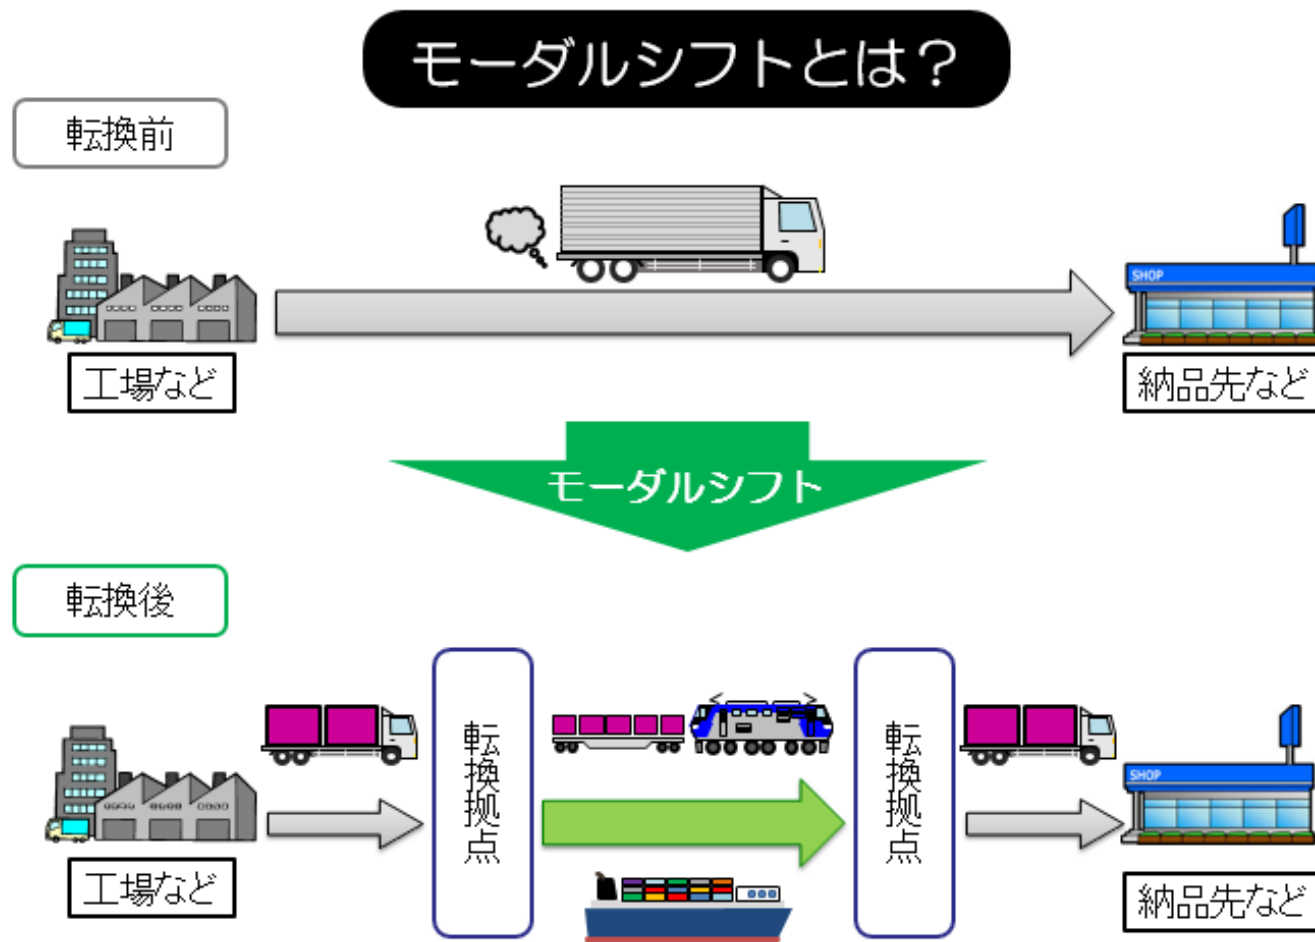 モーダルシフトとは？
転換前
SHOP
工場など
納品先など
モーダルシフト
転換後
転換拠点
転換拠点
SHOP
工場など
納品先など